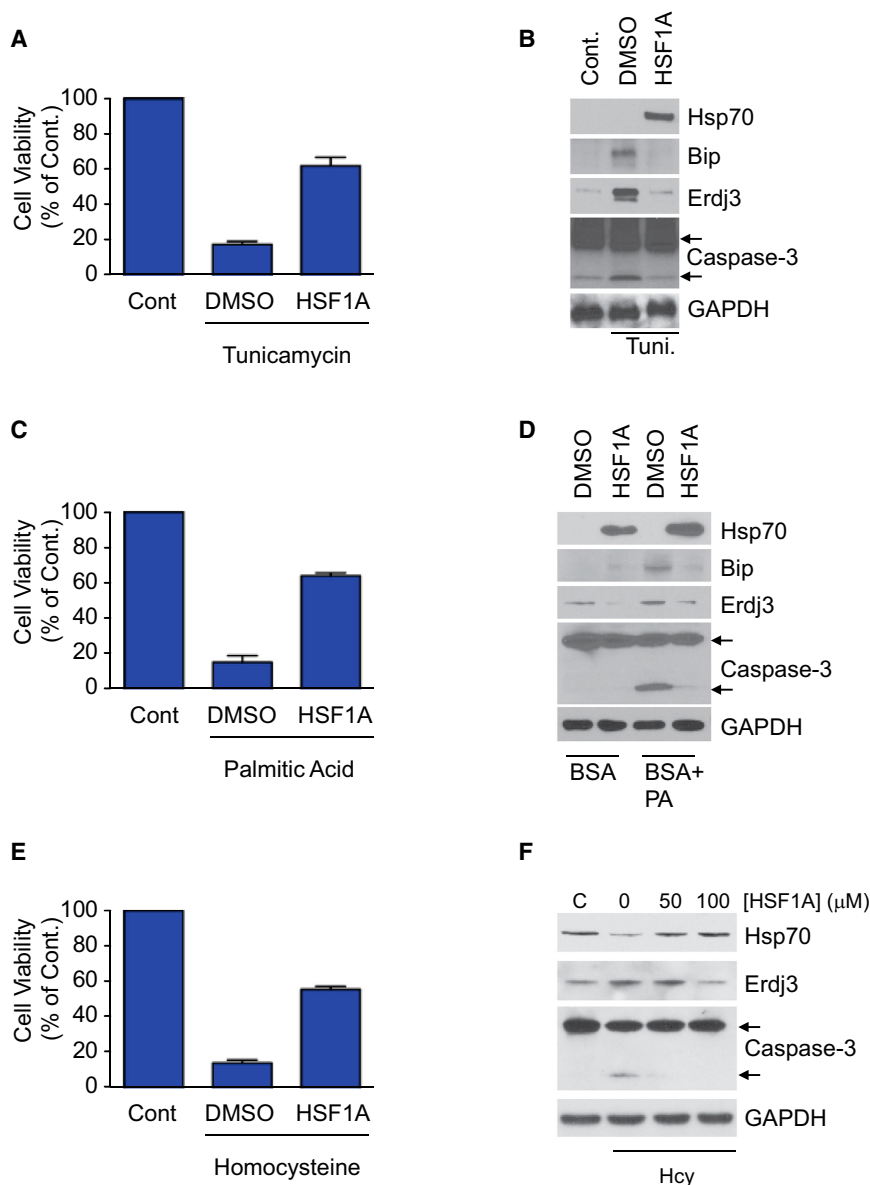 A
Cell Viability
(% of Cont.)
100
80
60
40
20
0
Cont DMSO HSF1A
Tunicamycin
B
Cont.
DMSO
HSF1A
Hsp70
Bip
Erdj3
Caspase-3
GAPDH
Tuni.
C
Cell Viability
(% of Cont.)
100
80
60
40
20
0
Cont DMSO HSF1A
Palmitic Acid
D
DMSO
HSF1A
DMSO
HSF1A
Hsp70
Bip
Erdj3
Caspase-3
GAPDH
BSA BSA+
PA
E
Cell Viability
(% of Cont.)
100
80
60
40
20
0
Cont DMSO HSF1A
Homocysteine
F
C 0 50 100 [HSF1A] (μM)
Hsp70
Erdj3
Caspase-3
GAPDH
Hcy